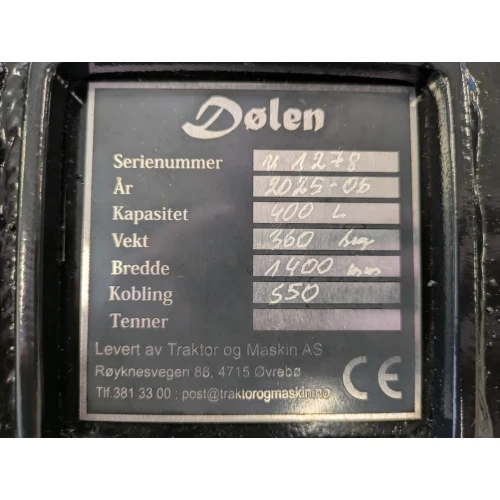 Dølen
Serienummer u 1278
År 2025-06
Kapasitet 400 L
Vekt 360 kg
Bredde 1400 mm
Kobling S50
Tenner
Levert av Traktor og Maskin AS
Røyknesvegen 88, 4715 Øvrebø
Tlf.381 33 00 ; post@traktorogmaskin.no
CE